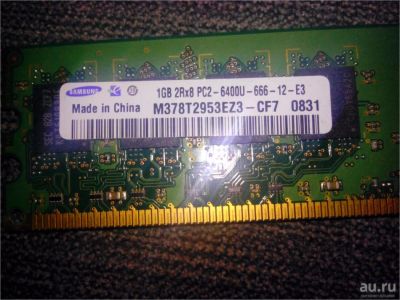 SAMSUNG
1GB 2Rx8 PC2-6400U-666-12-E3
Made in China
M378T2953EZ3-CF7 0831
au.ru